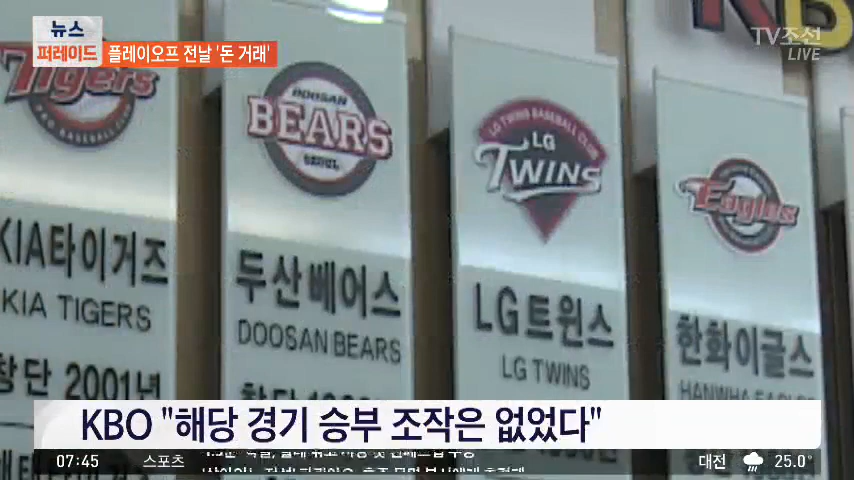 뉴스
퍼레이드
플레이오프 전날 '돈 거래'
TV조선
LIVE
KB
Tigers
BASEBALL
DOOSAN
BEARS
SEOUL
LG TWINS BASEBALL CLUB
LG
TWINS
Eagles
KIA타이거즈
KIA TIGERS
창단 2001년
두산베어스
DOOSAN BEARS
LG트윈스
LG TWINS
한화이글스
HANWHA
KBO "해당 경기 승부 조작은 없었다"
07:45
스포츠
대전
25.0°